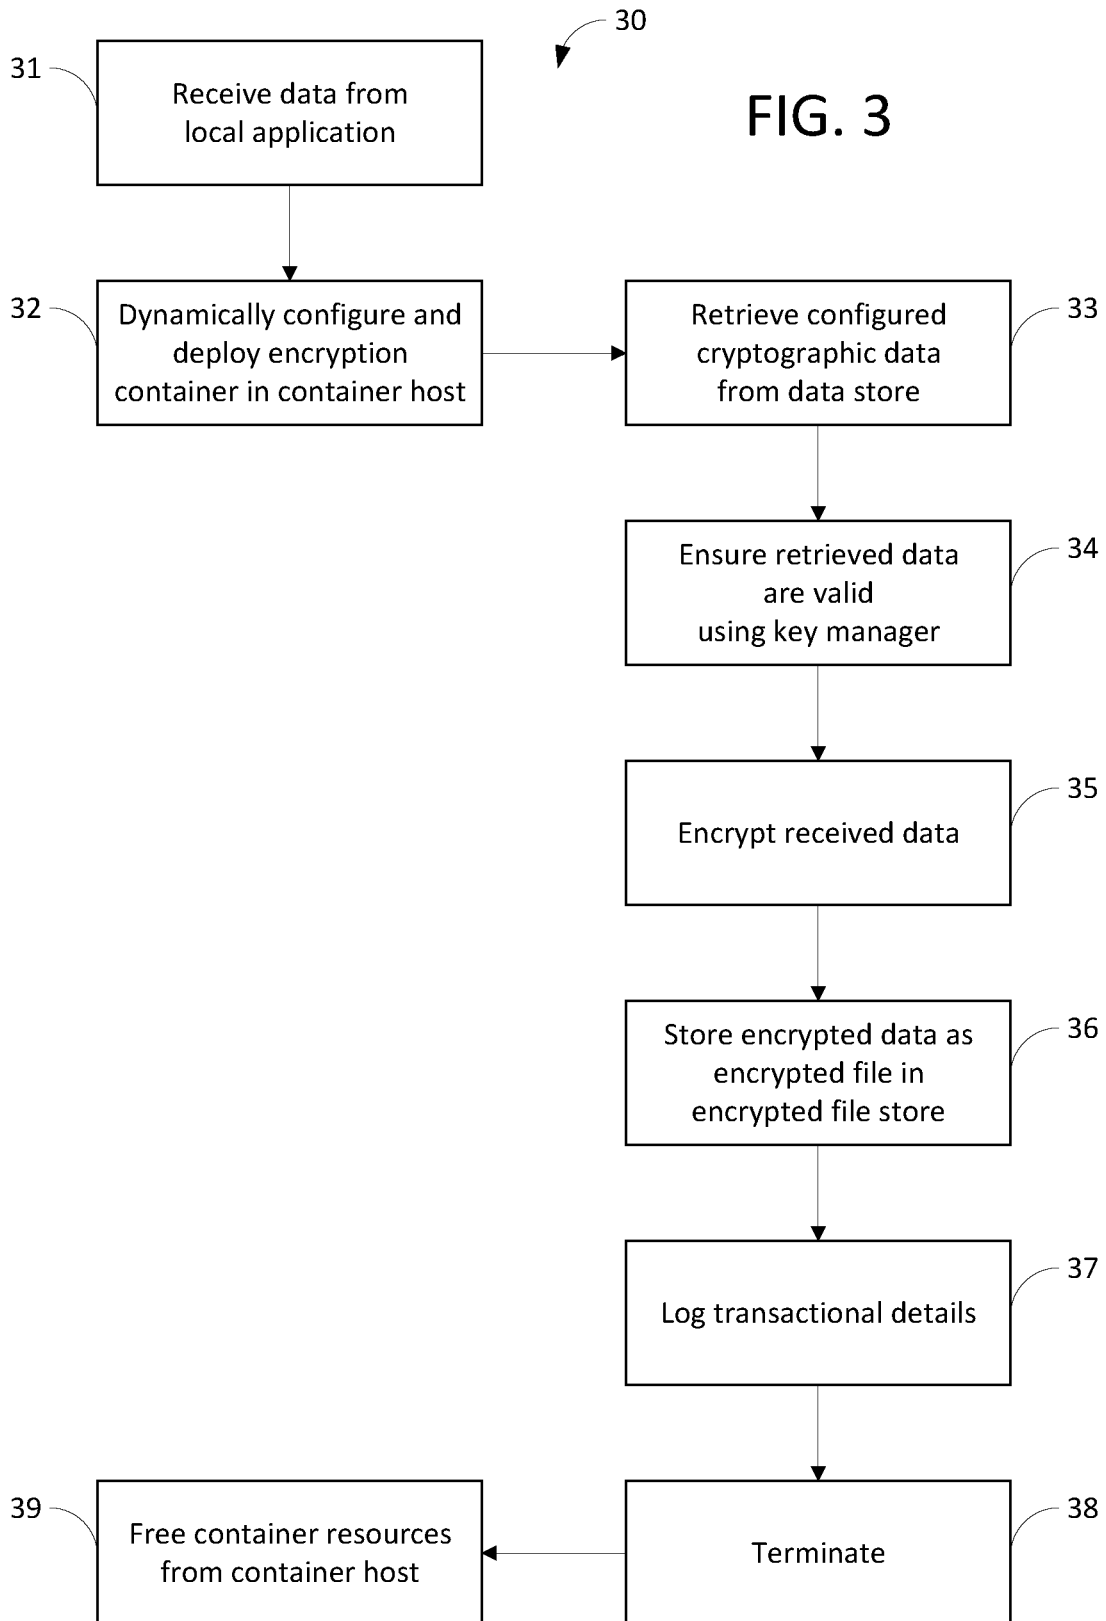 30
FIG. 3
31
Receive data from
local application
32
Dynamically configure and
deploy encryption
container in container host
33
Retrieve configured
cryptographic data
from data store
34
Ensure retrieved data
are valid
using key manager
35
Encrypt received data
36
Store encrypted data as
encrypted file in
encrypted file store
37
Log transactional details
38
Terminate
39
Free container resources
from container host